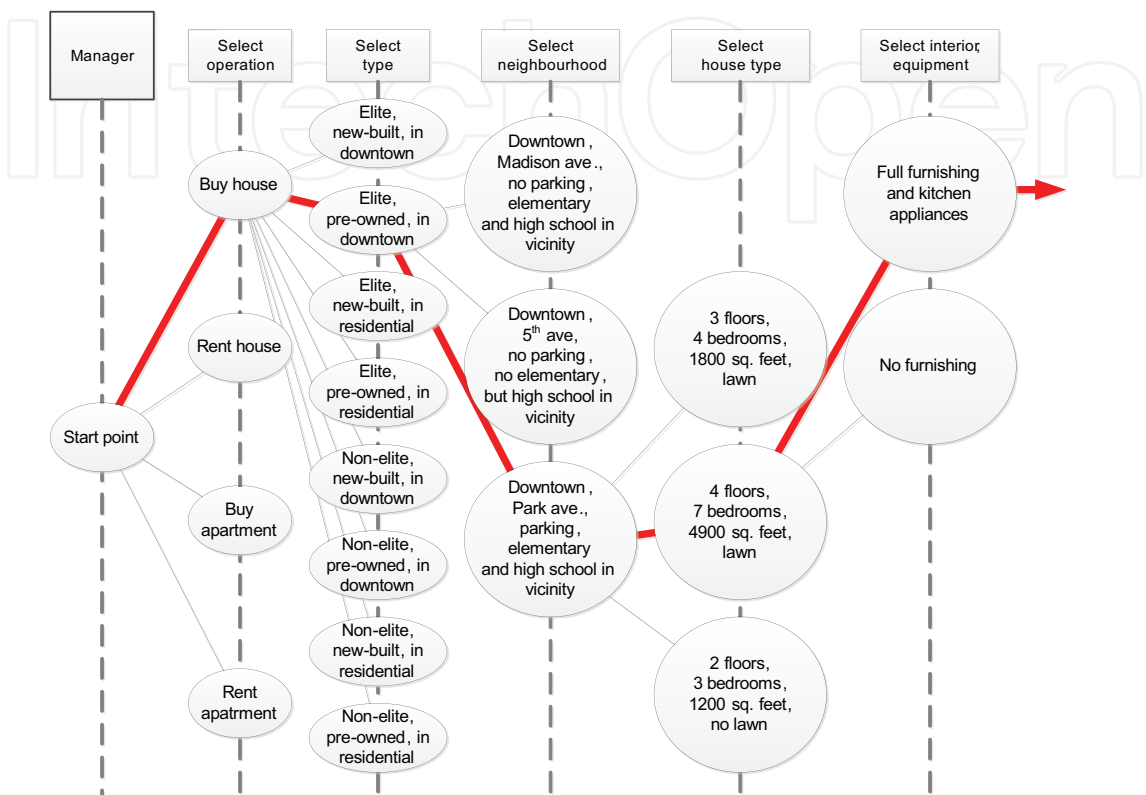 IntechOpen
Manager
Select
operation
Select
type
Select
neighbourhood
Select
house type
Select interior,
equipment
Start point
Buy house
Rent house
Buy
apartment
Rent
apatrment
Elite,
new-built, in
downtown
Elite,
pre-owned, in
downtown
Elite,
new-built, in
residential
Elite,
pre-owned, in
residential
Non-elite,
new-built, in
downtown
Non-elite,
pre-owned, in
downtown
Non-elite,
new-built, in
residential
Non-elite,
pre-owned, in
residential
Downtown,
Madison ave.,
no parking,
elementary
and high school in
vicinity
Downtown,
5th ave,
no parking,
no elementary,
but high school in
vicinity
Downtown,
Park ave.,
parking,
elementary
and high school in
vicinity
3 floors,
4 bedrooms,
1800 sq. feet,
lawn
4 floors,
7 bedrooms,
4900 sq. feet,
lawn
2 floors,
3 bedrooms,
1200 sq. feet,
no lawn
Full furnishing
and kitchen
appliances
No furnishing